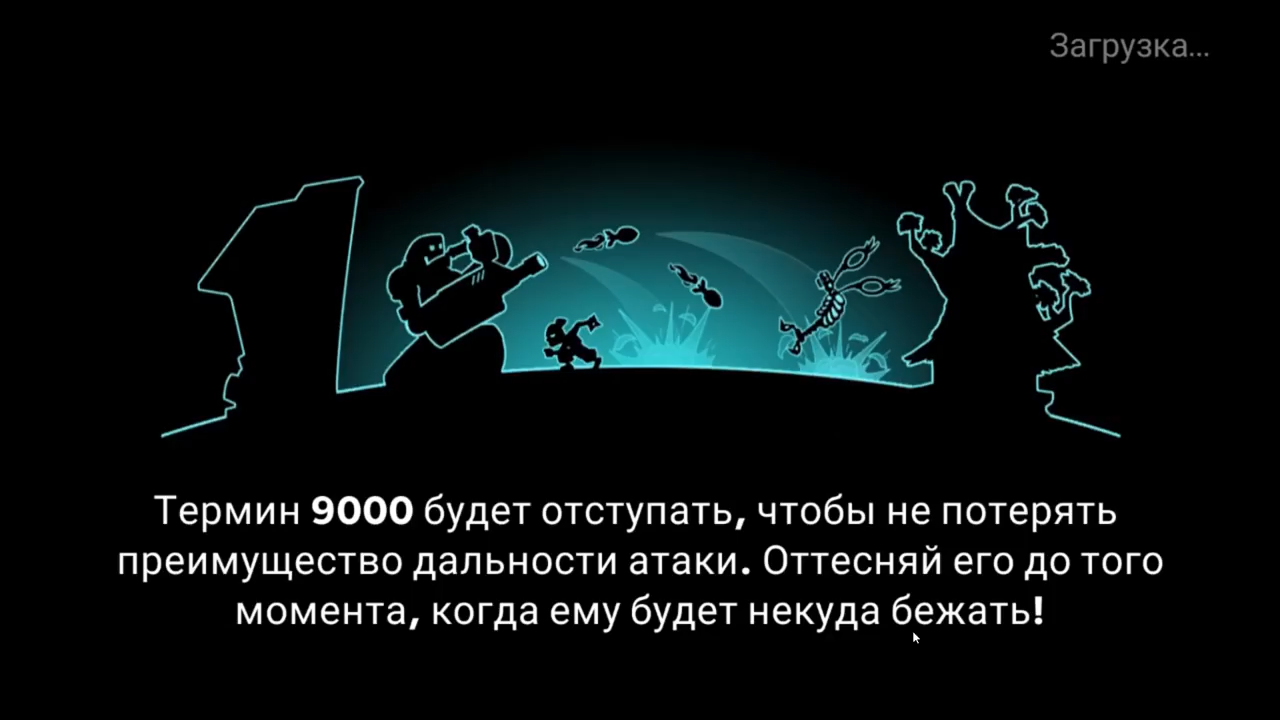 Загрузка...
Термин 9000 будет отступать, чтобы не потерять
преимущество дальности атаки. Оттесняй его до того
момента, когда ему будет некуда бежать!